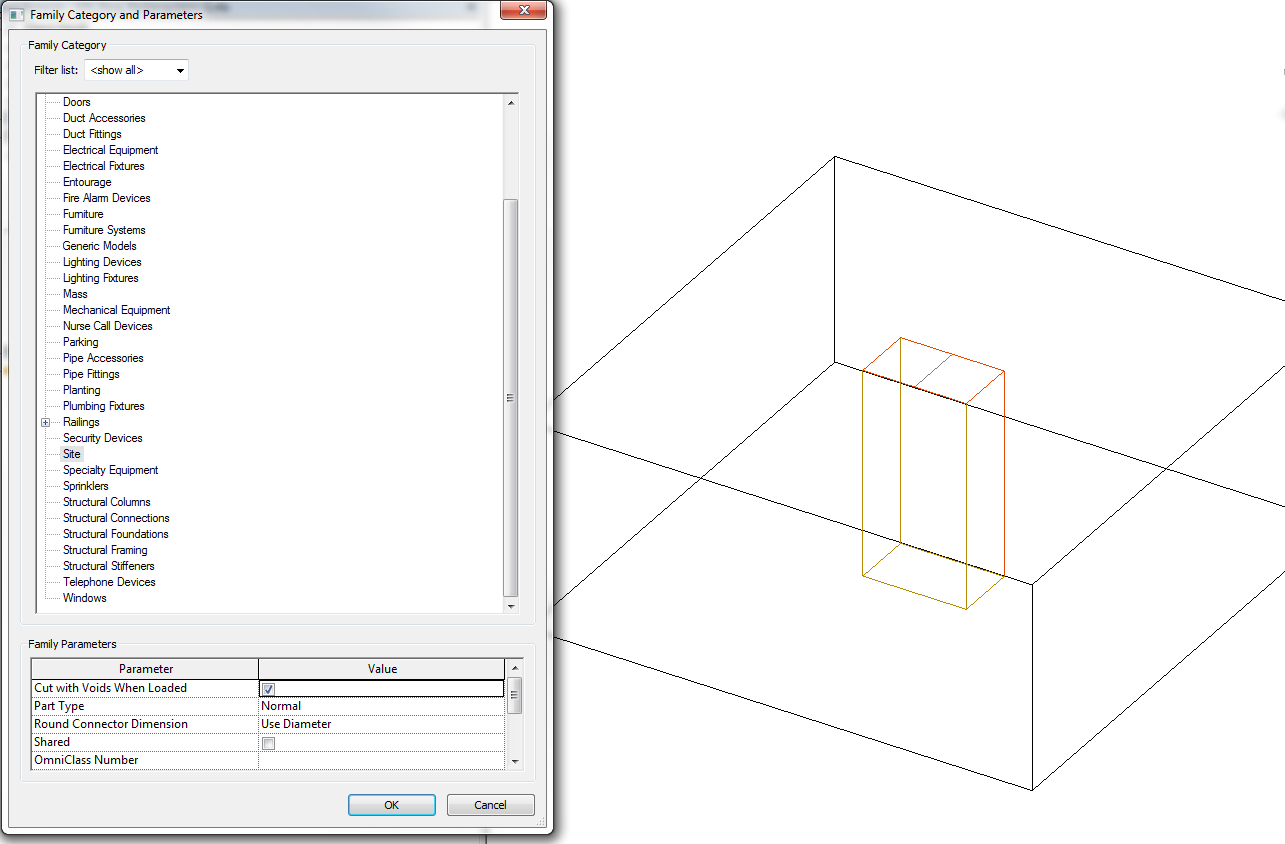 Family Category and Parameters
Family Category
Filter list: <show all>
Doors
Duct Accessories
Duct Fittings
Electrical Equipment
Electrical Fixtures
Entourage
Fire Alarm Devices
Furniture
Furniture Systems
Generic Models
Lighting Devices
Lighting Fixtures
Mass
Mechanical Equipment
Nurse Call Devices
Parking
Pipe Accessories
Pipe Fittings
Planting
Plumbing Fixtures
Railings
Security Devices
Site
Specialty Equipment
Sprinklers
Structural Columns
Structural Connections
Structural Foundations
Structural Framing
Structural Stiffeners
Telephone Devices
Windows
Family Parameters
Parameter Value
Cut with Voids When Loaded
Part Type Normal
Round Connector Dimension Use Diameter
Shared
OmniClass Number
OK Cancel